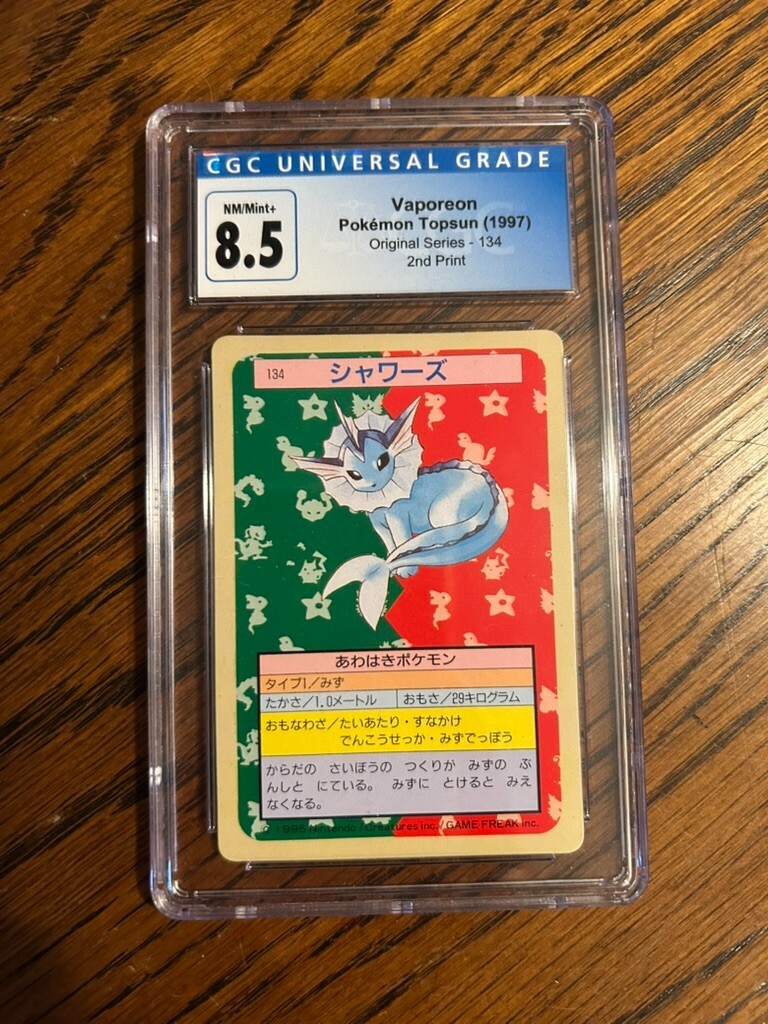 CGC UNIVERSAL GRADE
NM/Mint+
8.5
Vaporeon
Pokémon Topsun (1997)
Original Series - 134
2nd Print
134 シャワーズ
あわはきポケモン
タイプ1/みず
たかさ/1.0メートル おもさ/29キログラム
おもなわざ/たいあたり・すなかけ
でんこうせっか・みずでっぽう
からだの さいぼうの つくりが みずの ぶ
んしと にている。 みずに とけると みえ
なくなる。
© 1995 Nintendo / Creatures inc. / GAME FREAK inc.